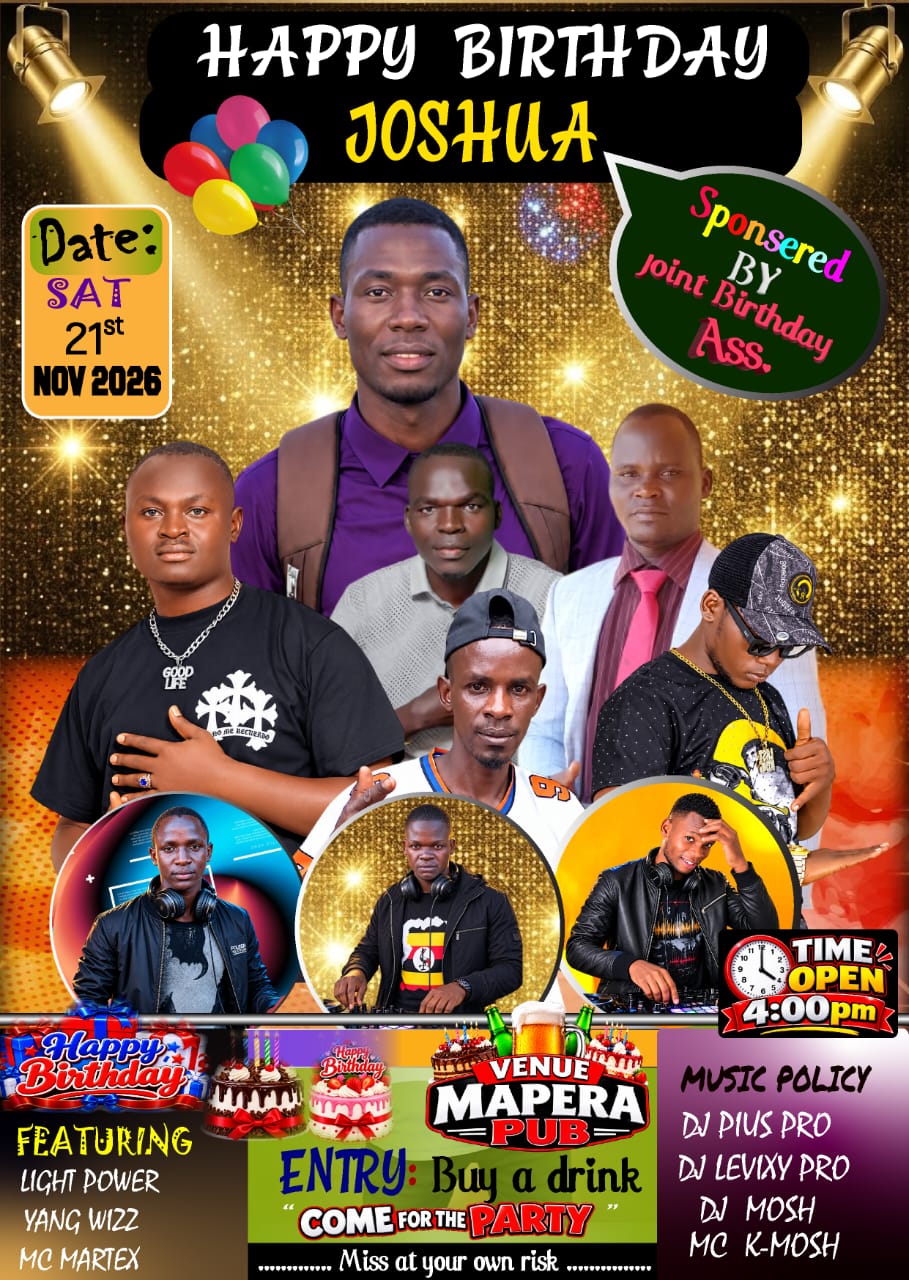 HAPPY BIRTHDAY
JOSHUA
Sponsered
BY
Joint Birthday
Ass.
Date:
SAT
21st
NOV 2026
GOOD
LIFE
NO ME RECUERDO
TIME
OPEN
4:00pm
Happy
Birthday
Happy
Birthday
VENUE
MAPERA
PUB
FEATURING
LIGHT POWER
YANG WIZZ
MC MARTEX
ENTRY: Buy a drink
“ COME FOR THE PARTY ”
............. Miss at your own risk ................
MUSIC POLICY
DJ PIUS PRO
DJ LEVIXY PRO
DJ MOSH
MC K-MOSH